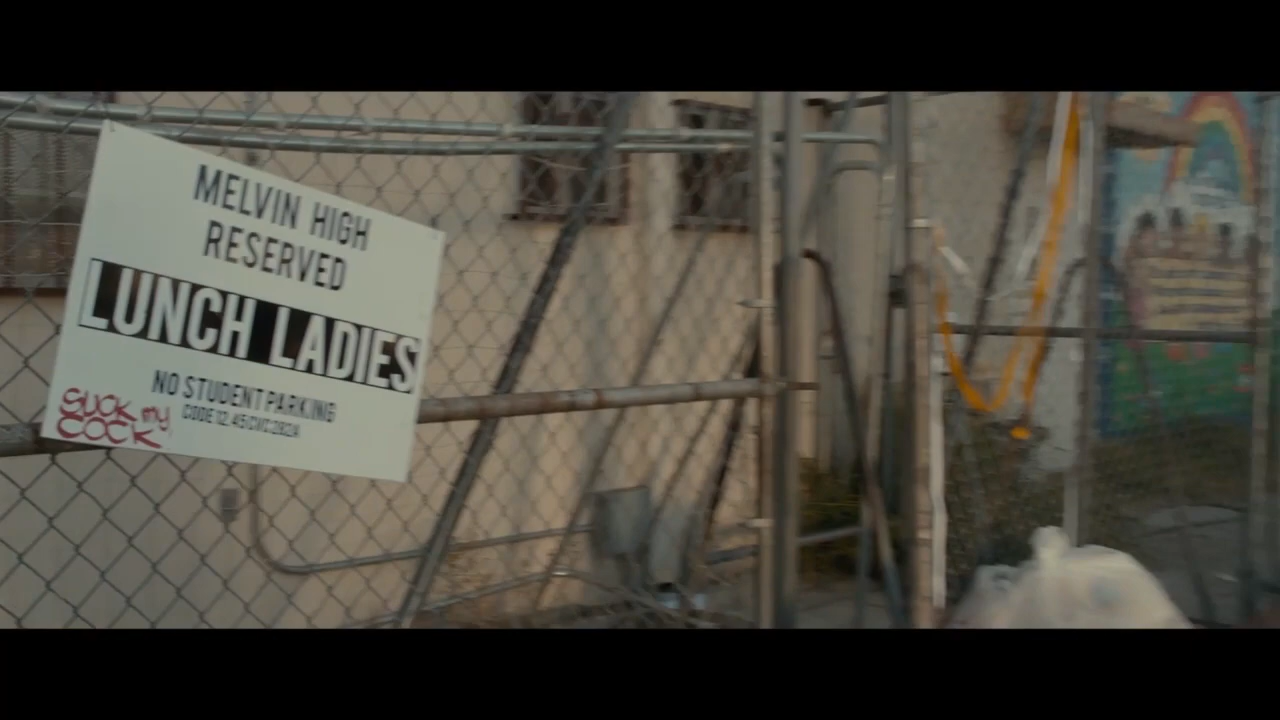 MELVIN HIGH
RESERVED
LUNCH LADIES
NO STUDENT PARKING
SUCK my
COCK